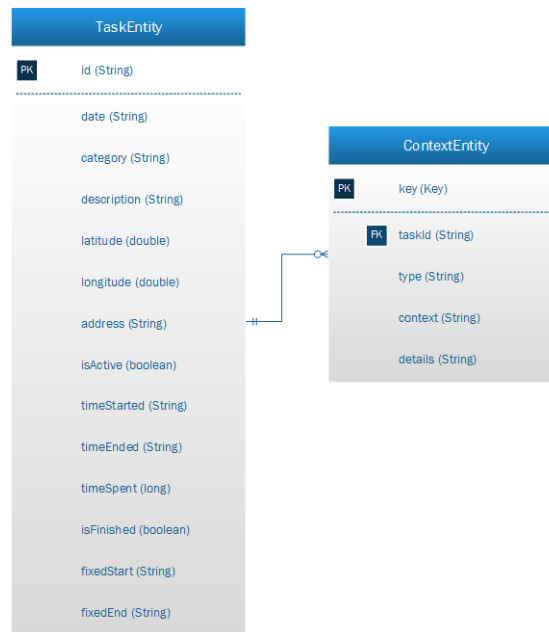 TaskEntity
PK id (String)
date (String)
category (String)
description (String)
latitude (double)
longitude (double)
address (String)
isActive (boolean)
timeStarted (String)
timeEnded (String)
timeSpent (long)
isFinished (boolean)
fixedStart (String)
fixedEnd (String)
ContextEntity
PK key (Key)
FK taskId (String)
type (String)
context (String)
details (String)